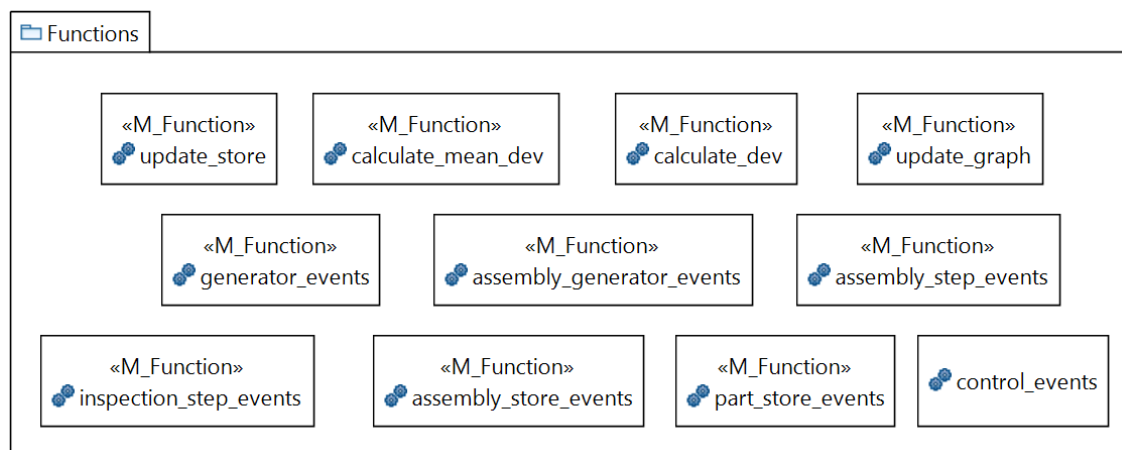 Functions
«M_Function»
update_store
«M_Function»
calculate_mean_dev
«M_Function»
calculate_dev
«M_Function»
update_graph
«M_Function»
generator_events
«M_Function»
assembly_generator_events
«M_Function»
assembly_step_events
«M_Function»
inspection_step_events
«M_Function»
assembly_store_events
«M_Function»
part_store_events
control_events